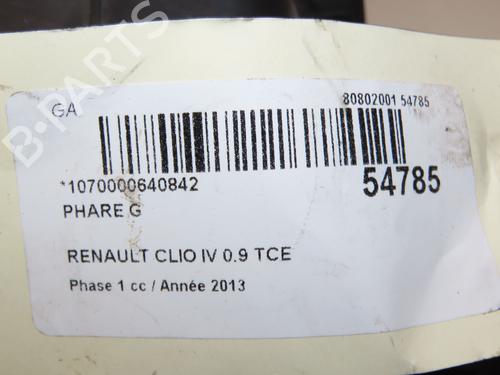 B-PARTS
GA
80802001 54785
*1070000640842
54785
PHARE G
RENAULT CLIO IV 0.9 TCE
Phase 1 cc / Année 2013